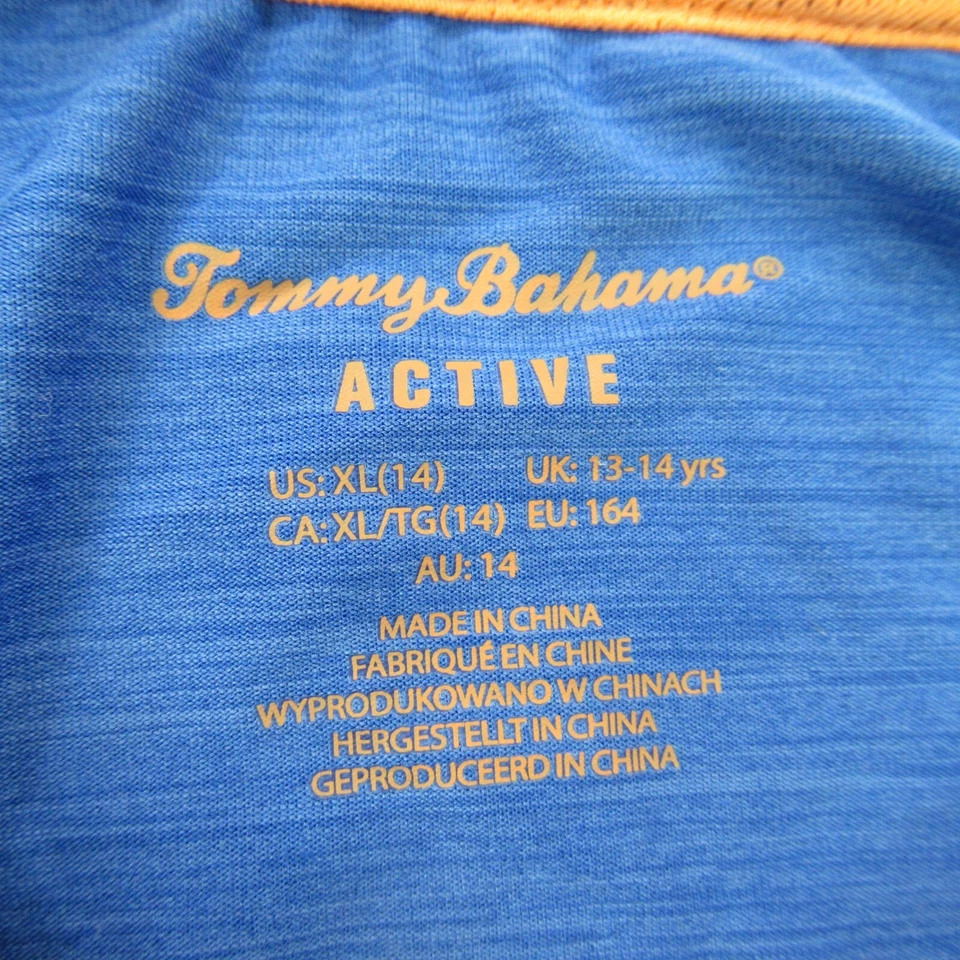 Tommy Bahama®
ACTIVE
US: XL(14) UK: 13-14 yrs
CA: XL/TG(14) EU: 164
AU: 14
MADE IN CHINA
FABRIQUÉ EN CHINE
WYPRODUKOWANO W CHINACH
HERGESTELLT IN CHINA
GEPRODUCEERD IN CHINA